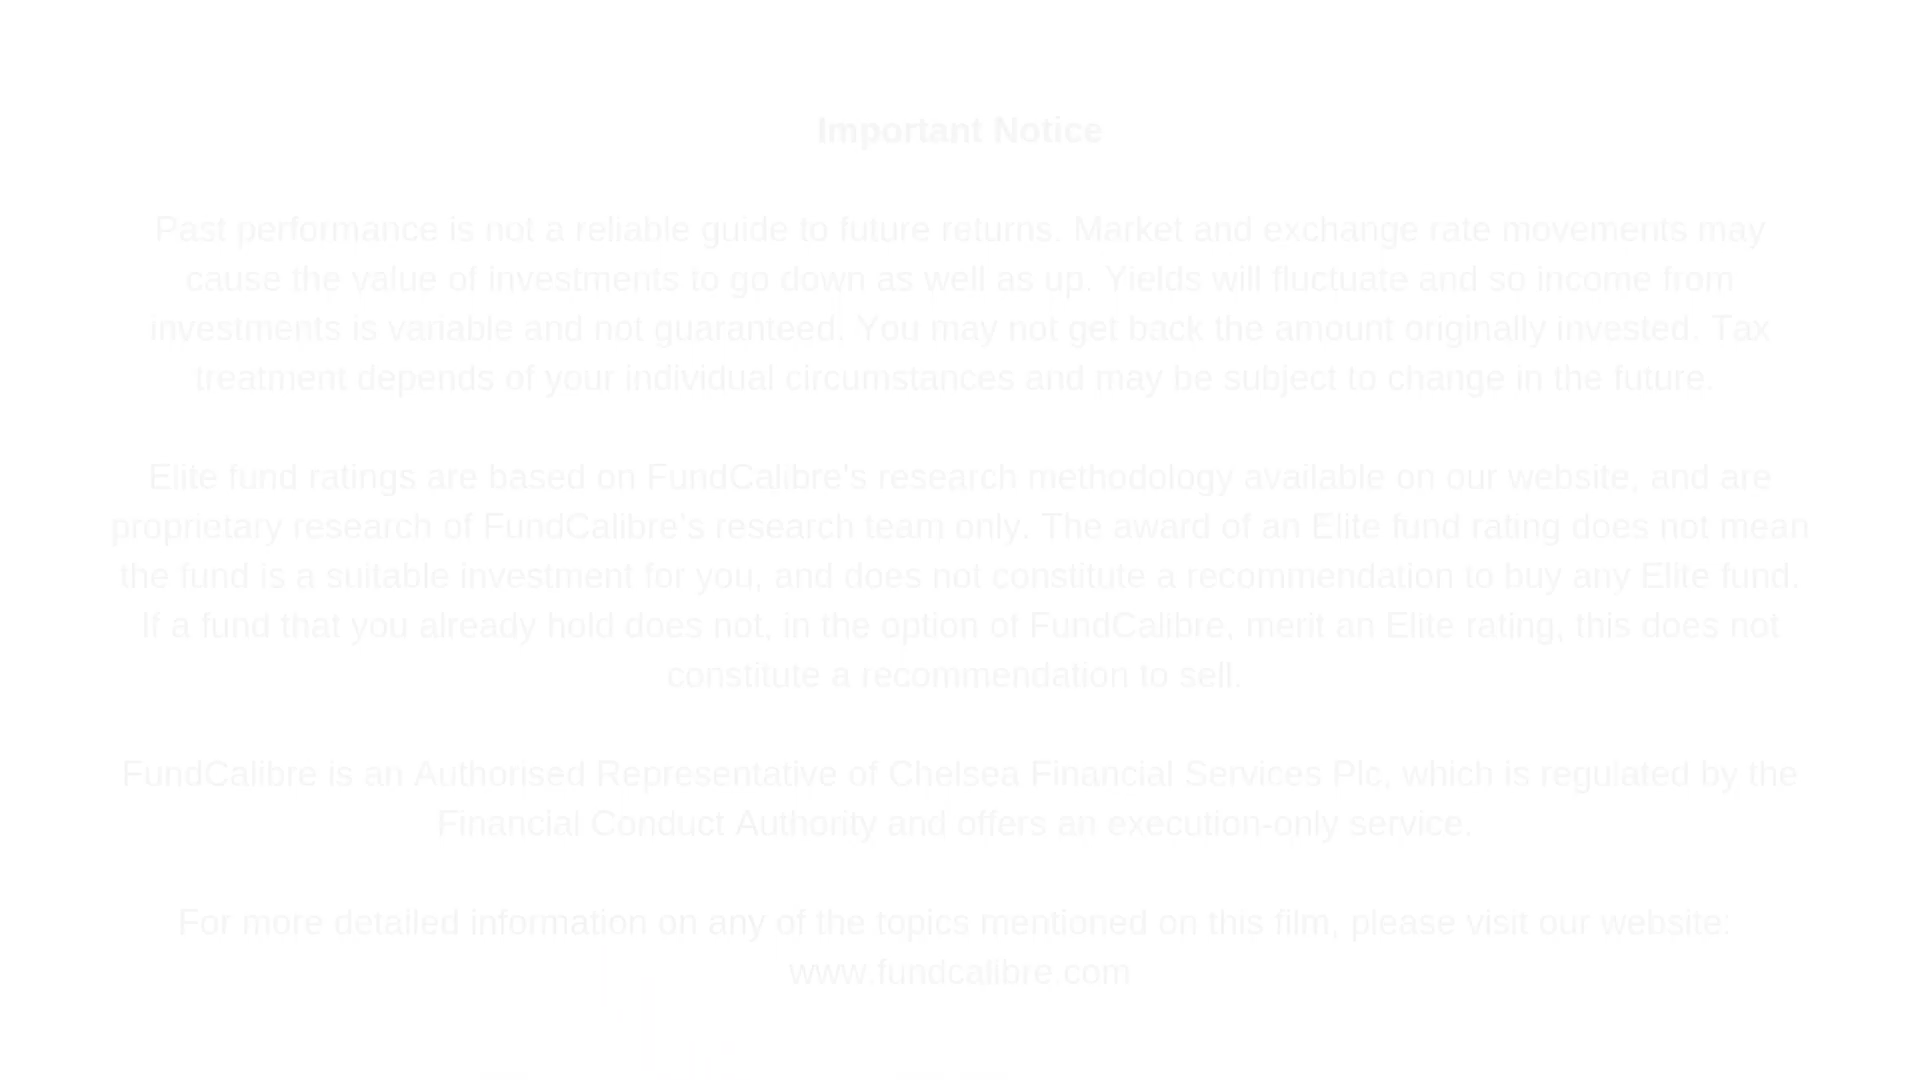 Important Notice
Past performance is not a reliable guide to future returns. Market and exchange rate movements may
cause the value of investments to go down as well as up. Yields will fluctuate and so income from
investments is variable and not guaranteed. You may not get back the amount originally invested. Tax
treatment depends of your individual circumstances and may be subject to change in the future.
Elite fund ratings are based on FundCalibre's research methodology available on our website, and are
proprietary research of FundCalibre’s research team only. The award of an Elite fund rating does not mean
the fund is a suitable investment for you, and does not constitute a recommendation to buy any Elite fund.
If a fund that you already hold does not, in the option of FundCalibre, merit an Elite rating, this does not
constitute a recommendation to sell.
FundCalibre is an Authorised Representative of Chelsea Financial Services Plc, which is regulated by the
Financial Conduct Authority and offers an execution-only service.
For more detailed information on any of the topics mentioned on this film, please visit our website:
www.fundcalibre.com